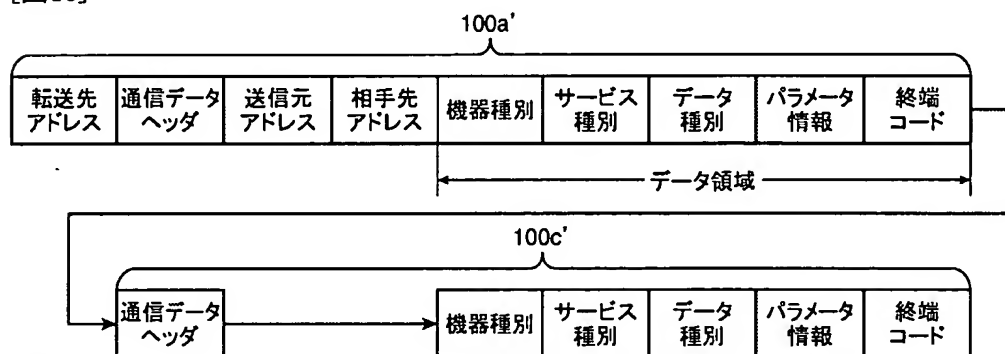 100a'
転送先
アドレス
通信データ
ヘッダ
送信元
アドレス
相手先
アドレス
機器種別
サービス
種別
データ
種別
パラメータ
情報
終端
コード
データ領域
100c'
通信データ
ヘッダ
機器種別
サービス
種別
データ
種別
パラメータ
情報
終端
コード